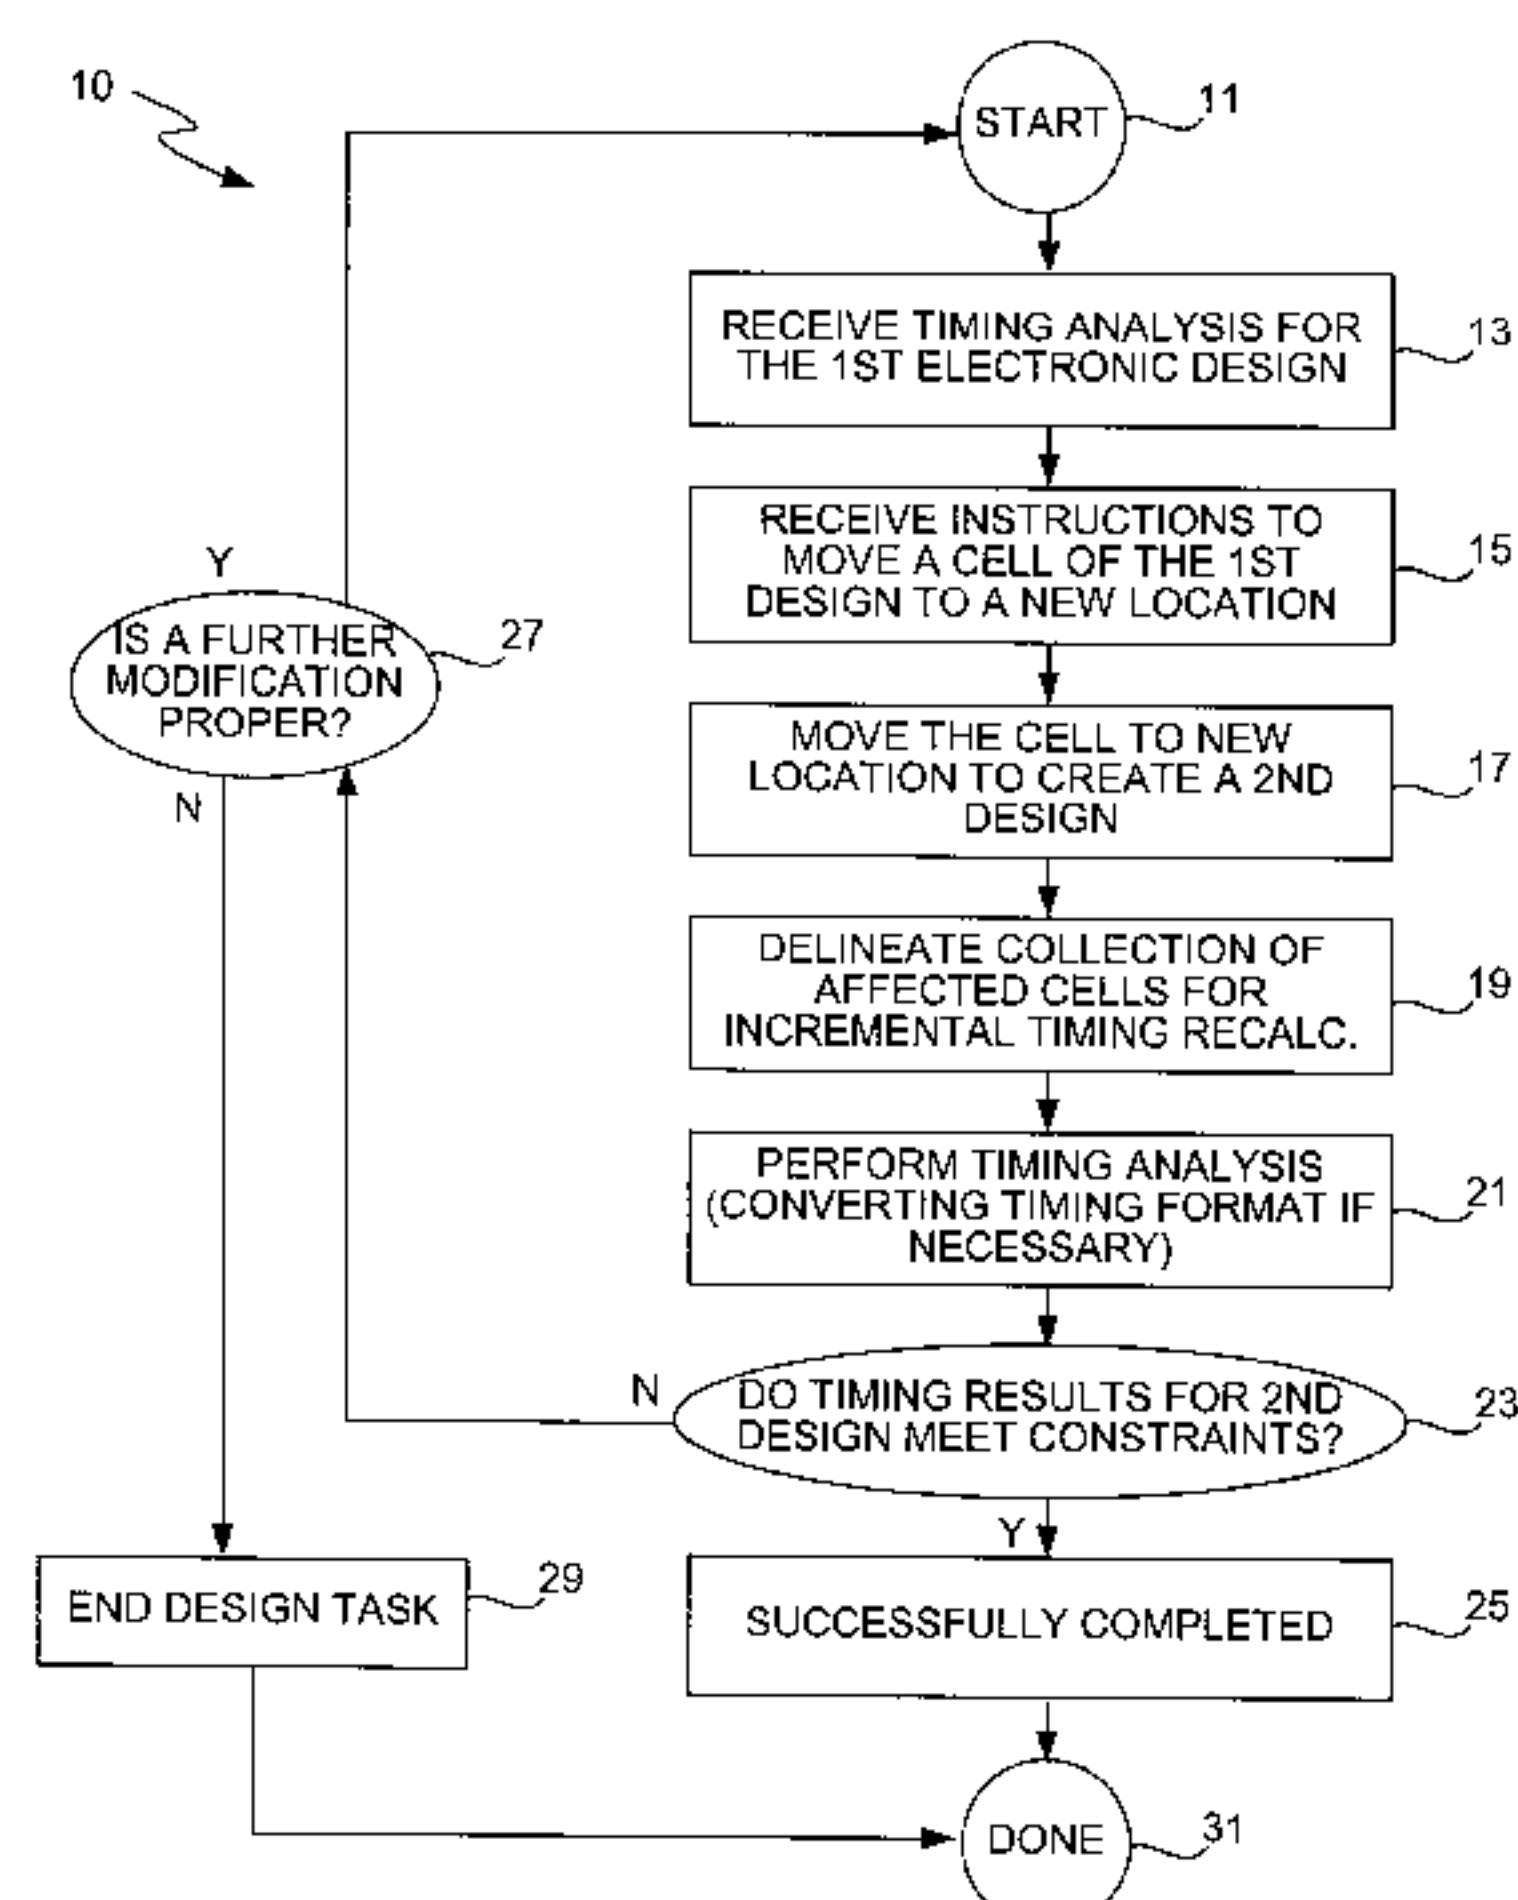 10
START
11
RECEIVE TIMING ANALYSIS FOR
THE 1ST ELECTRONIC DESIGN
13
RECEIVE INSTRUCTIONS TO
MOVE A CELL OF THE 1ST
DESIGN TO A NEW LOCATION
15
Y
IS A FURTHER
MODIFICATION
PROPER?
27
N
MOVE THE CELL TO NEW
LOCATION TO CREATE A 2ND
DESIGN
17
DELINEATE COLLECTION OF
AFFECTED CELLS FOR
INCREMENTAL TIMING RECALC.
19
PERFORM TIMING ANALYSIS
(CONVERTING TIMING FORMAT IF
NECESSARY)
21
N
DO TIMING RESULTS FOR 2ND
DESIGN MEET CONSTRAINTS?
23
Y
END DESIGN TASK
29
SUCCESSFULLY COMPLETED
25
DONE
31